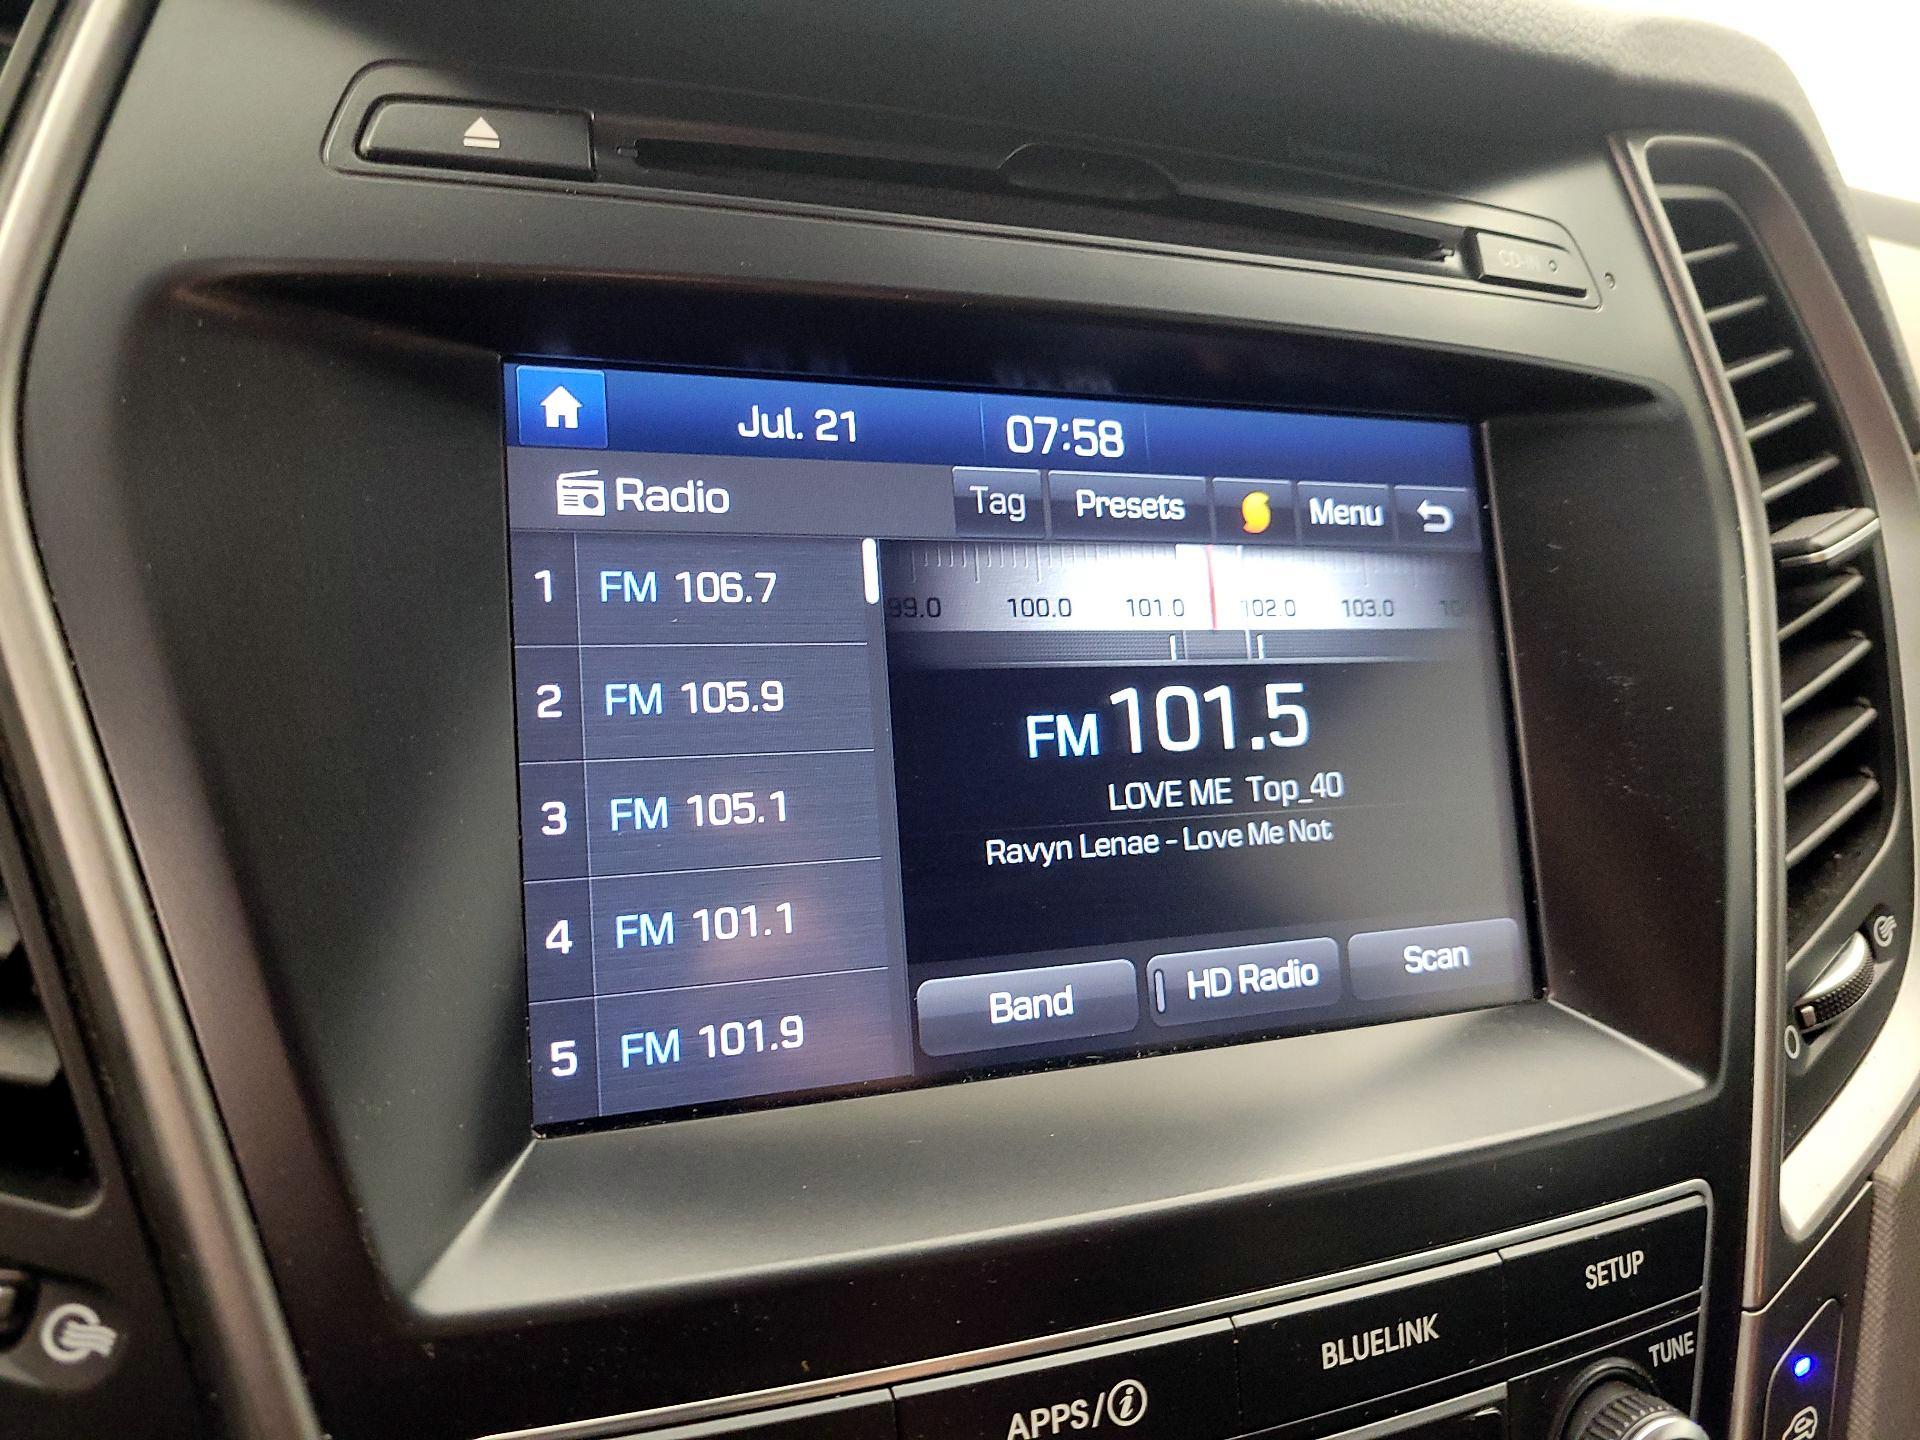 CD-IN
Jul. 21 07:58
Radio Tag Presets Menu
1 FM 106.7
2 FM 105.9
3 FM 105.1
4 FM 101.1
5 FM 101.9
99.0 100.0 101.0 102.0 103.0
FM 101.5
LOVE ME Top_40
Ravyn Lenae - Love Me Not
Band HD Radio Scan
APPS/i BLUELiNK SETUP
TUNE